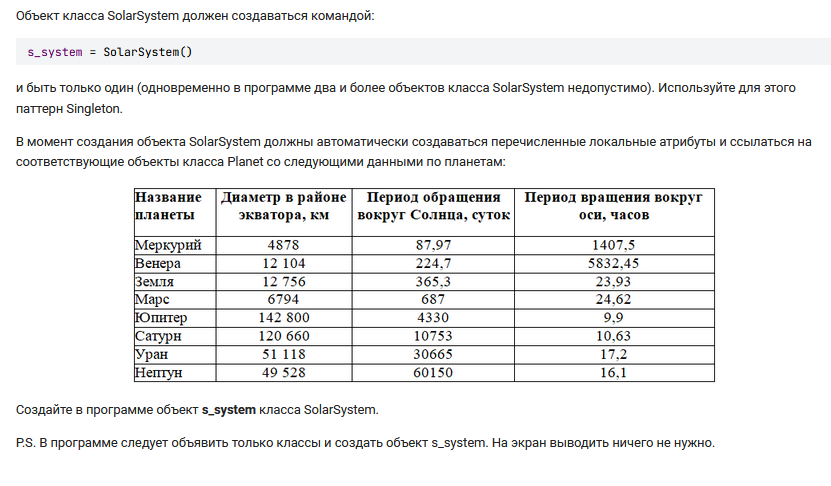 Объект класса SolarSystem должен создаваться командой:
s_system = SolarSystem()
и быть только один (одновременно в программе два и более объектов класса SolarSystem недопустимо). Используйте для этого
паттерн Singleton.
В момент создания объекта SolarSystem должны автоматически создаваться перечисленные локальные атрибуты и ссылаться на
соответствующие объекты класса Planet со следующими данными по планетам:
Название Диаметр в районе Период обращения Период вращения вокруг
планеты экватора, км вокруг Солнца, суток оси, часов
Меркурий 4878 87,97 1407,5
Венера 12 104 224,7 5832,45
Земля 12 756 365,3 23,93
Марс 6794 687 24,62
Юпитер 142 800 4330 9,9
Сатурн 120 660 10753 10,63
Уран 51 118 30665 17,2
Нептун 49 528 60150 16,1
Создайте в программе объект s_system класса SolarSystem.
P.S. В программе следует объявить только классы и создать объект s_system. На экран выводить ничего не нужно.